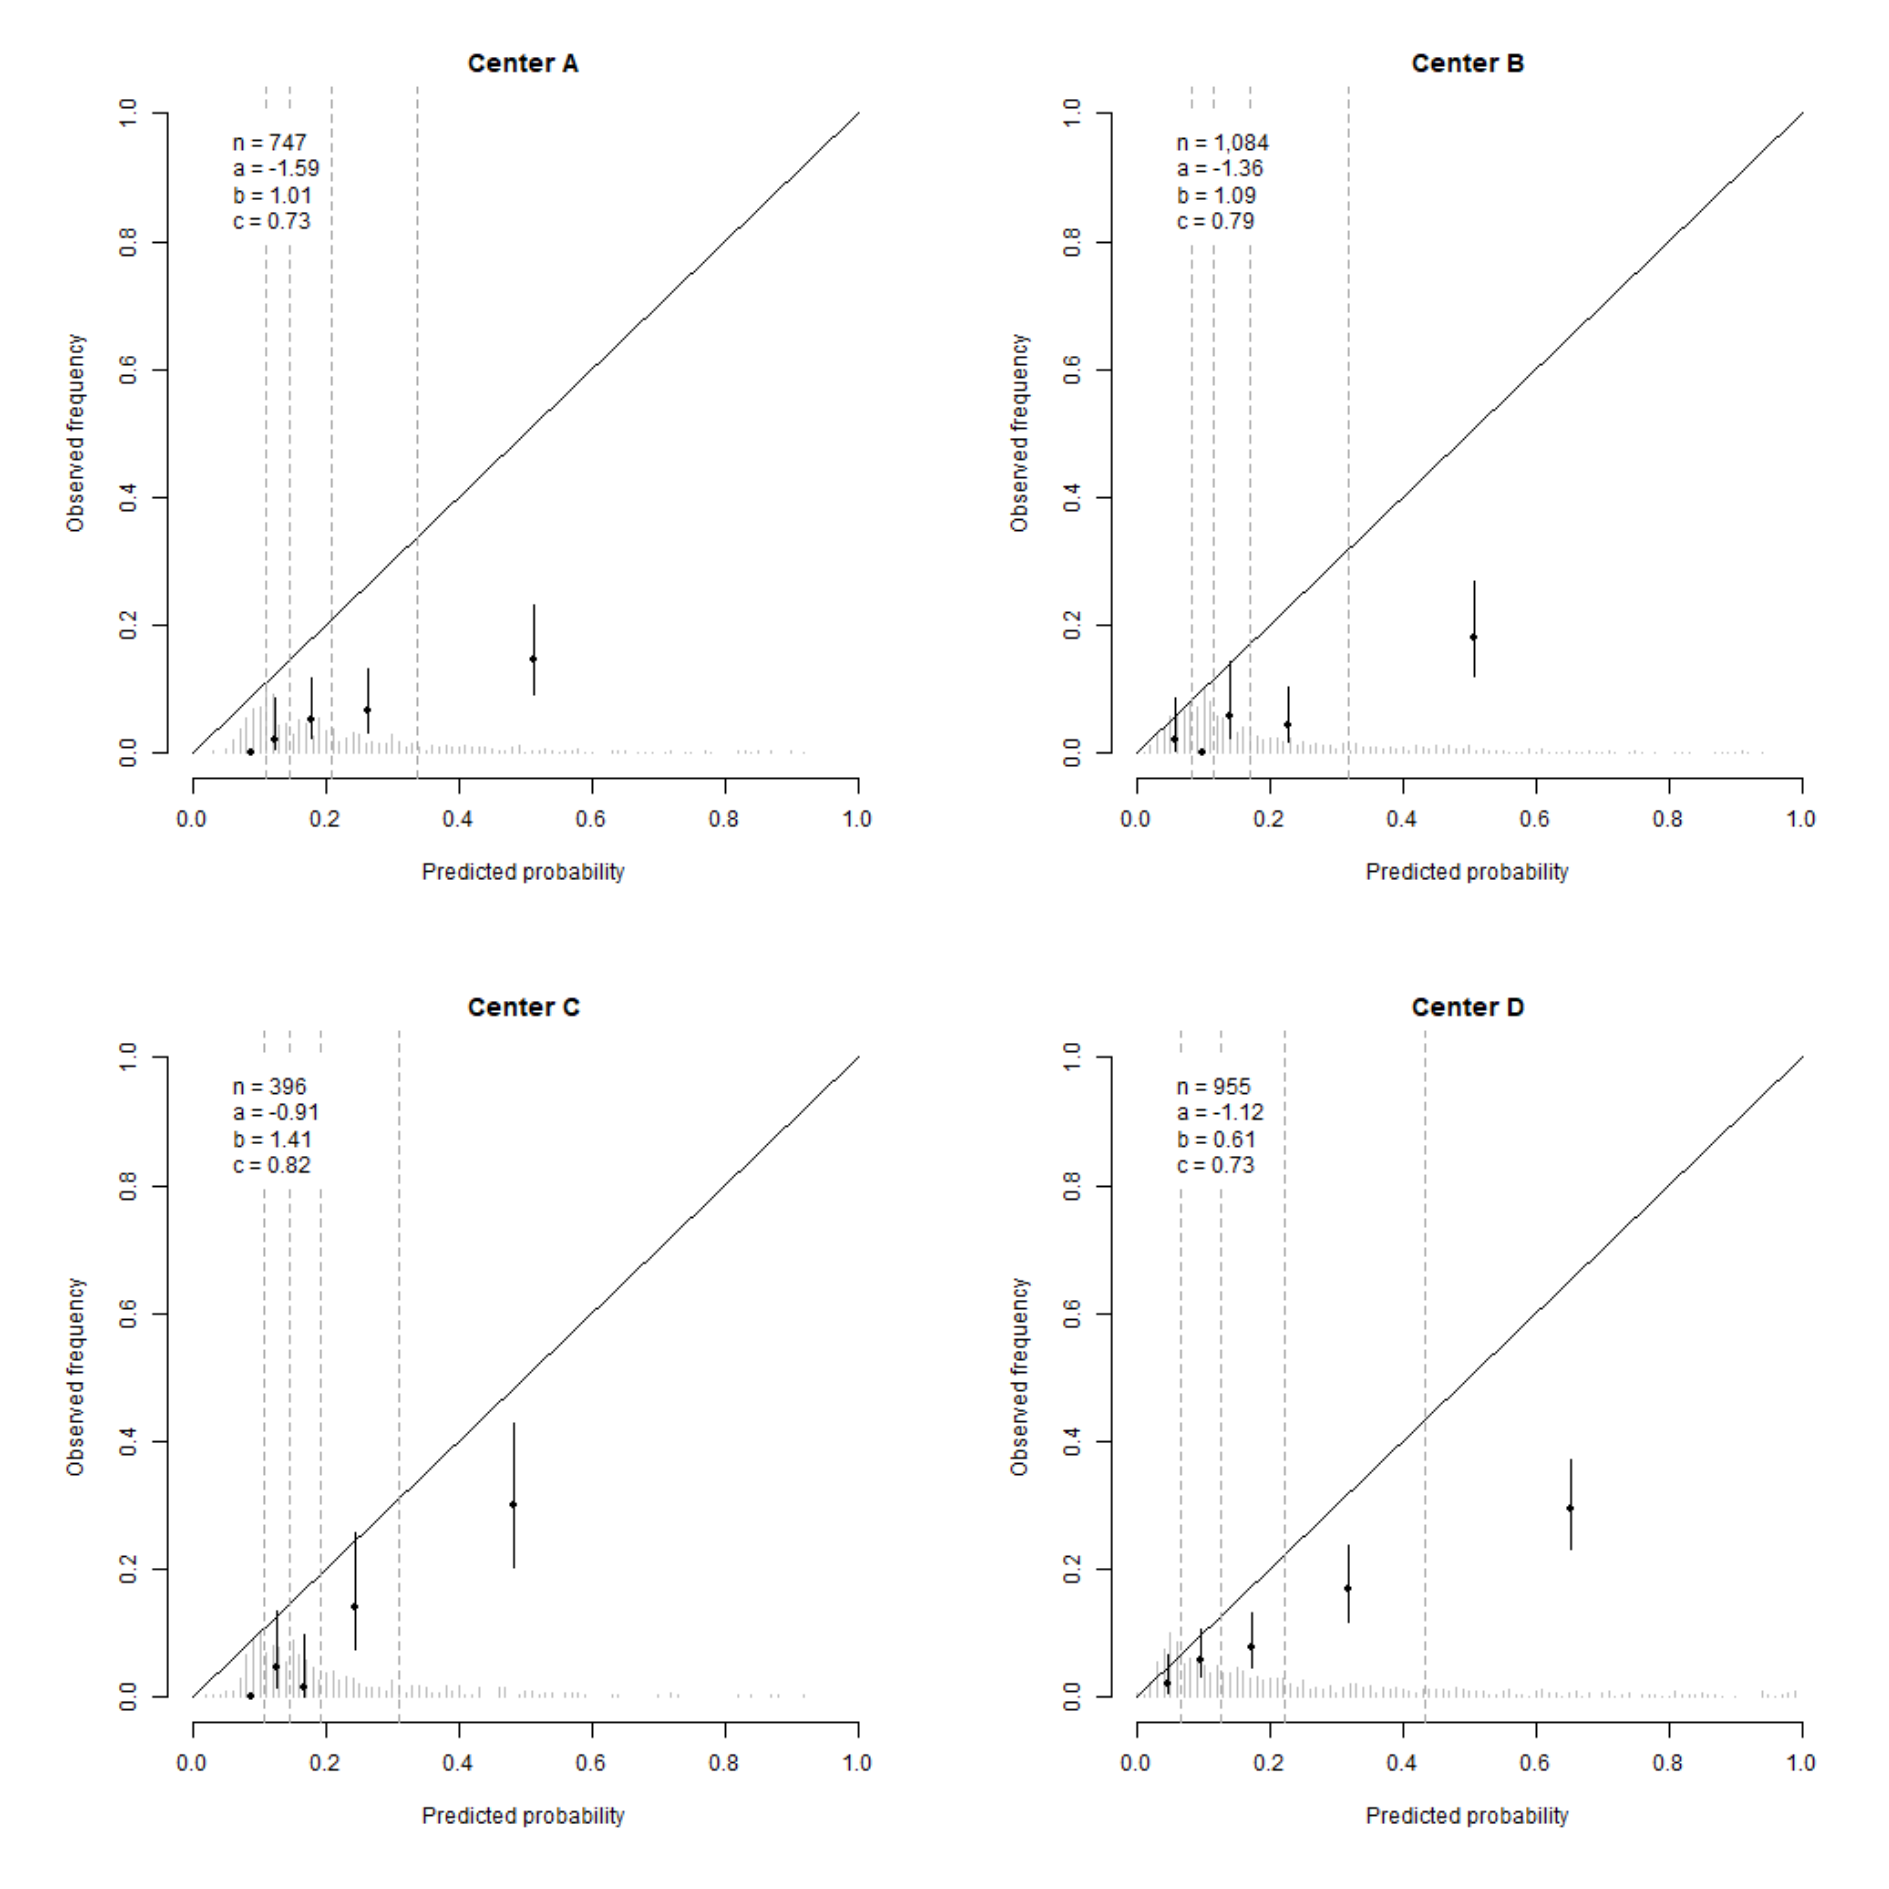 Center A
n = 747
a = -1.59
b = 1.01
c = 0.73
1.0
0.8
0.6
0.4
0.2
0.0
Observed frequency
0.0 0.2 0.4 0.6 0.8 1.0
Predicted probability
Center B
n = 1,084
a = -1.36
b = 1.09
c = 0.79
1.0
0.8
0.6
0.4
0.2
0.0
Observed frequency
0.0 0.2 0.4 0.6 0.8 1.0
Predicted probability
Center C
n = 396
a = -0.91
b = 1.41
c = 0.82
1.0
0.8
0.6
0.4
0.2
0.0
Observed frequency
0.0 0.2 0.4 0.6 0.8 1.0
Predicted probability
Center D
n = 955
a = -1.12
b = 0.61
c = 0.73
1.0
0.8
0.6
0.4
0.2
0.0
Observed frequency
0.0 0.2 0.4 0.6 0.8 1.0
Predicted probability